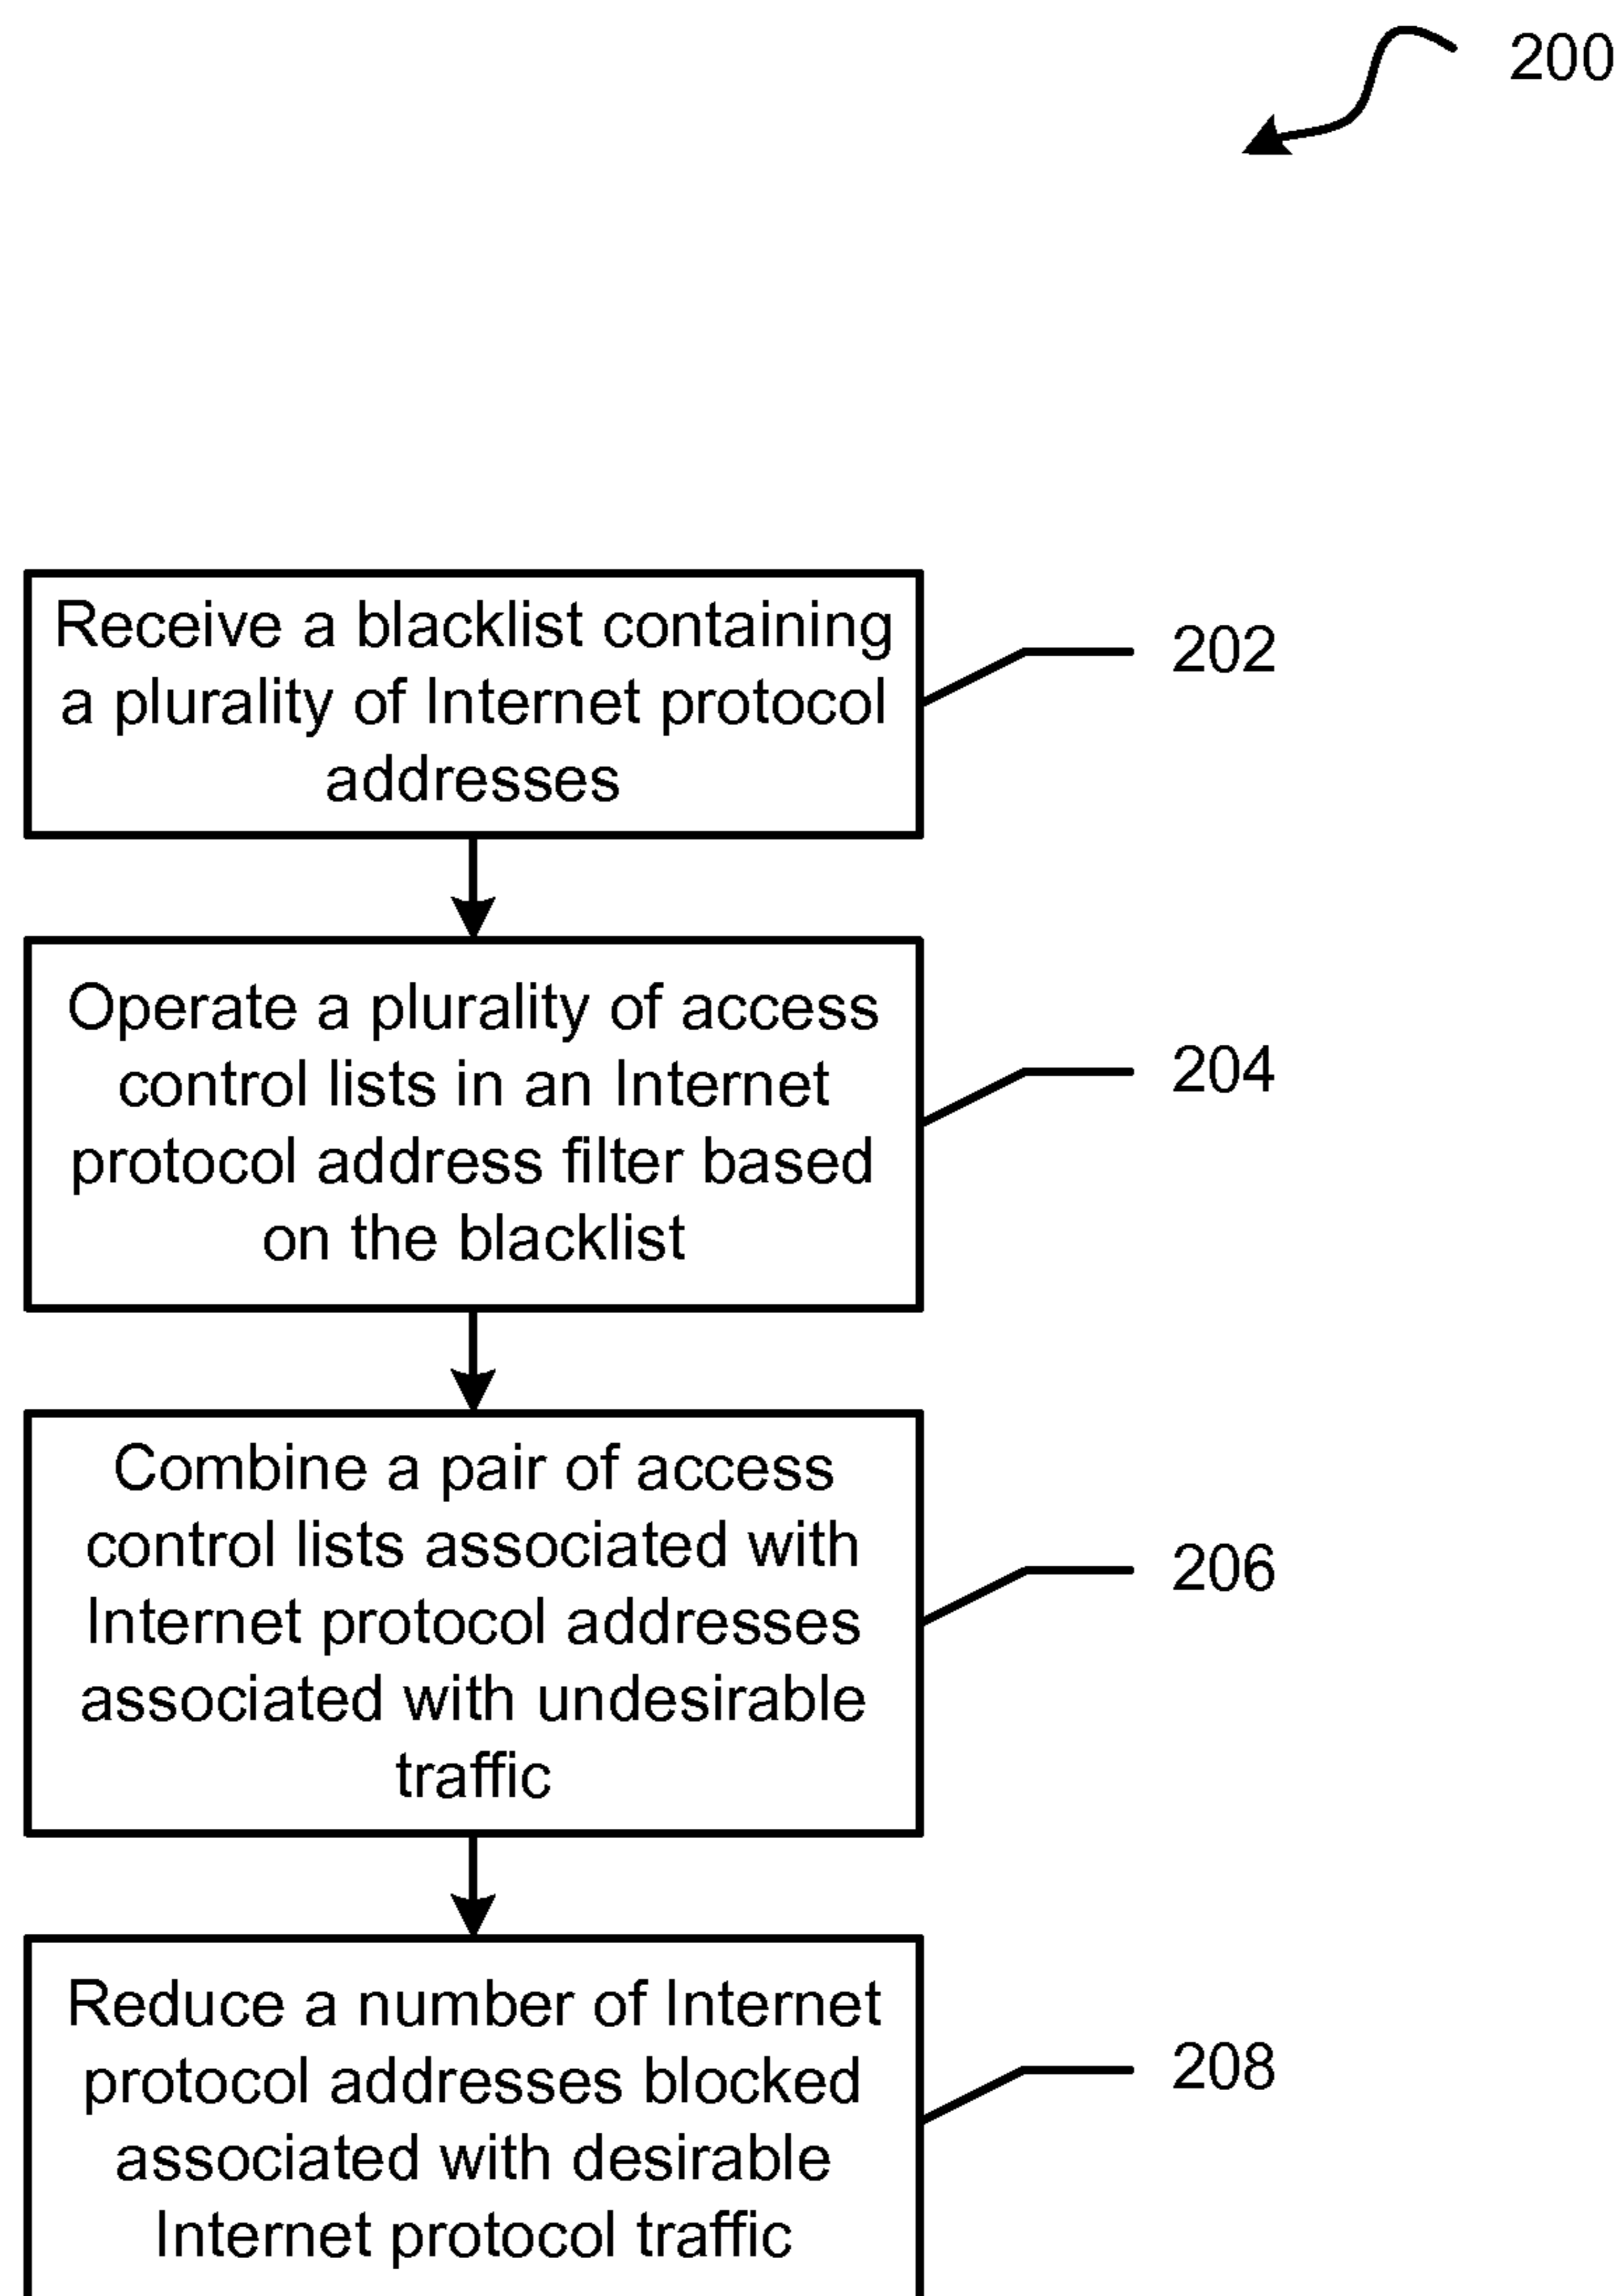 200
Receive a blacklist containing
a plurality of Internet protocol
addresses
202
Operate a plurality of access
control lists in an Internet
protocol address filter based
on the blacklist
204
Combine a pair of access
control lists associated with
Internet protocol addresses
associated with undesirable
traffic
206
Reduce a number of Internet
protocol addresses blocked
associated with desirable
Internet protocol traffic
208